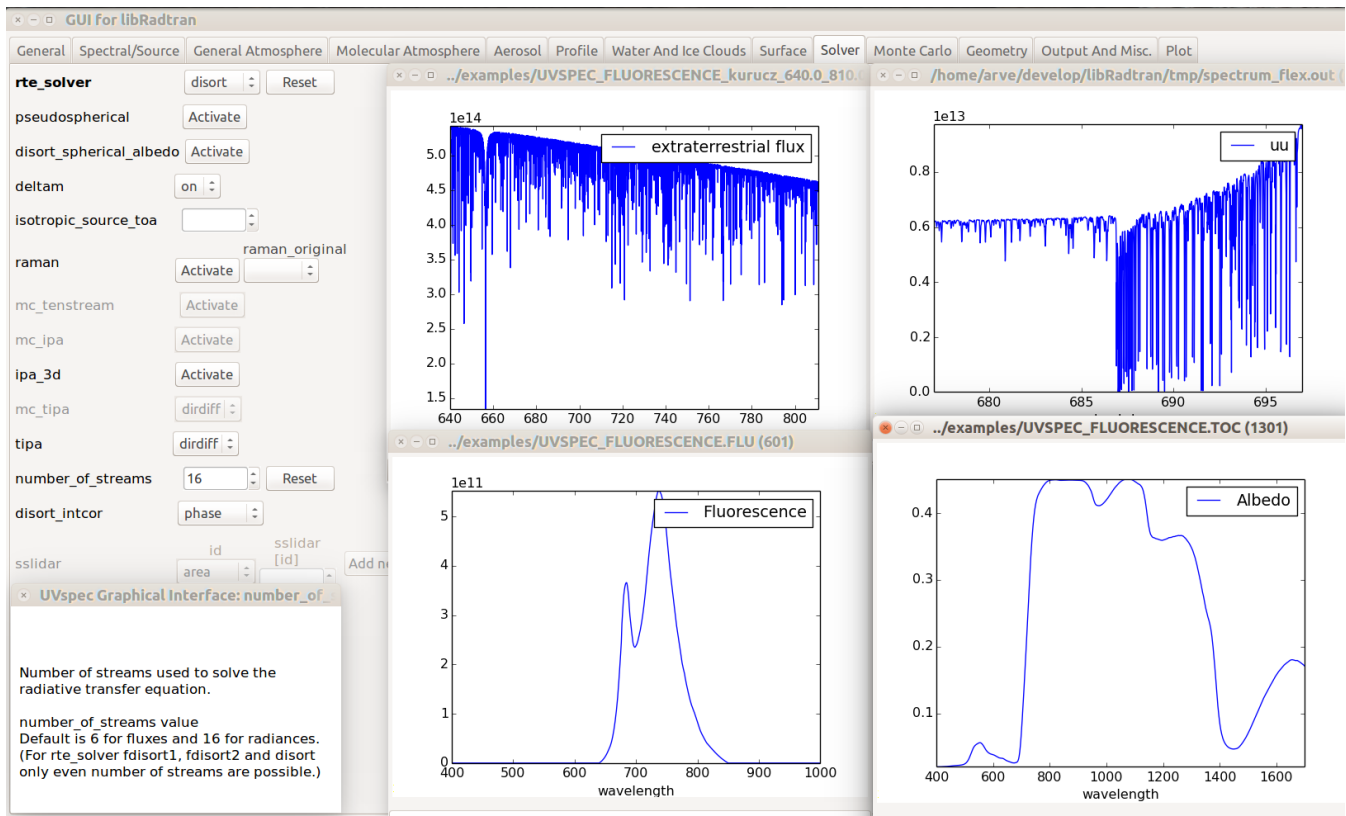 GUI for libRadtran
General Spectral/Source General Atmosphere Molecular Atmosphere Aerosol Profile Water And Ice Clouds Surface Solver Monte Carlo Geometry Output And Misc. Plot
rte_solver disort Reset
pseudospherical Activate
disort_spherical_albedo Activate
deltam on
isotropic_source_toa
raman_original
raman Activate
mc_tenstream Activate
mc_ipa Activate
ipa_3d Activate
mc_tipa dirdiff
tipa dirdiff
number_of_streams 16 Reset
disort_intcor phase
id sslidar
[id]
sslidar area Add
UVspec Graphical Interface: number_of_
Number of streams used to solve the
radiative transfer equation.
number_of_streams value
Default is 6 for fluxes and 16 for radiances.
(For rte_solver fdisort1, fdisort2 and disort
only even number of streams are possible.)
../examples/UVSPEC_FLUORESCENCE_kurucz_640.0_810.0
1e14
extraterrestrial flux
5.0
4.5
4.0
3.5
3.0
2.5
2.0
1.5
640 660 680 700 720 740 760 780 800
/home/arve/develop/libRadtran/tmp/spectrum_flex.out (
1e13
uu
0.8
0.6
0.4
0.2
0.0
680 685 690 695
../examples/UVSPEC_FLUORESCENCE.FLU (601)
1e11
Fluorescence
5
4
3
2
1
0
400 500 600 700 800 900 1000
wavelength
../examples/UVSPEC_FLUORESCENCE.TOC (1301)
Albedo
0.4
0.3
0.2
0.1
400 600 800 1000 1200 1400 1600
wavelength